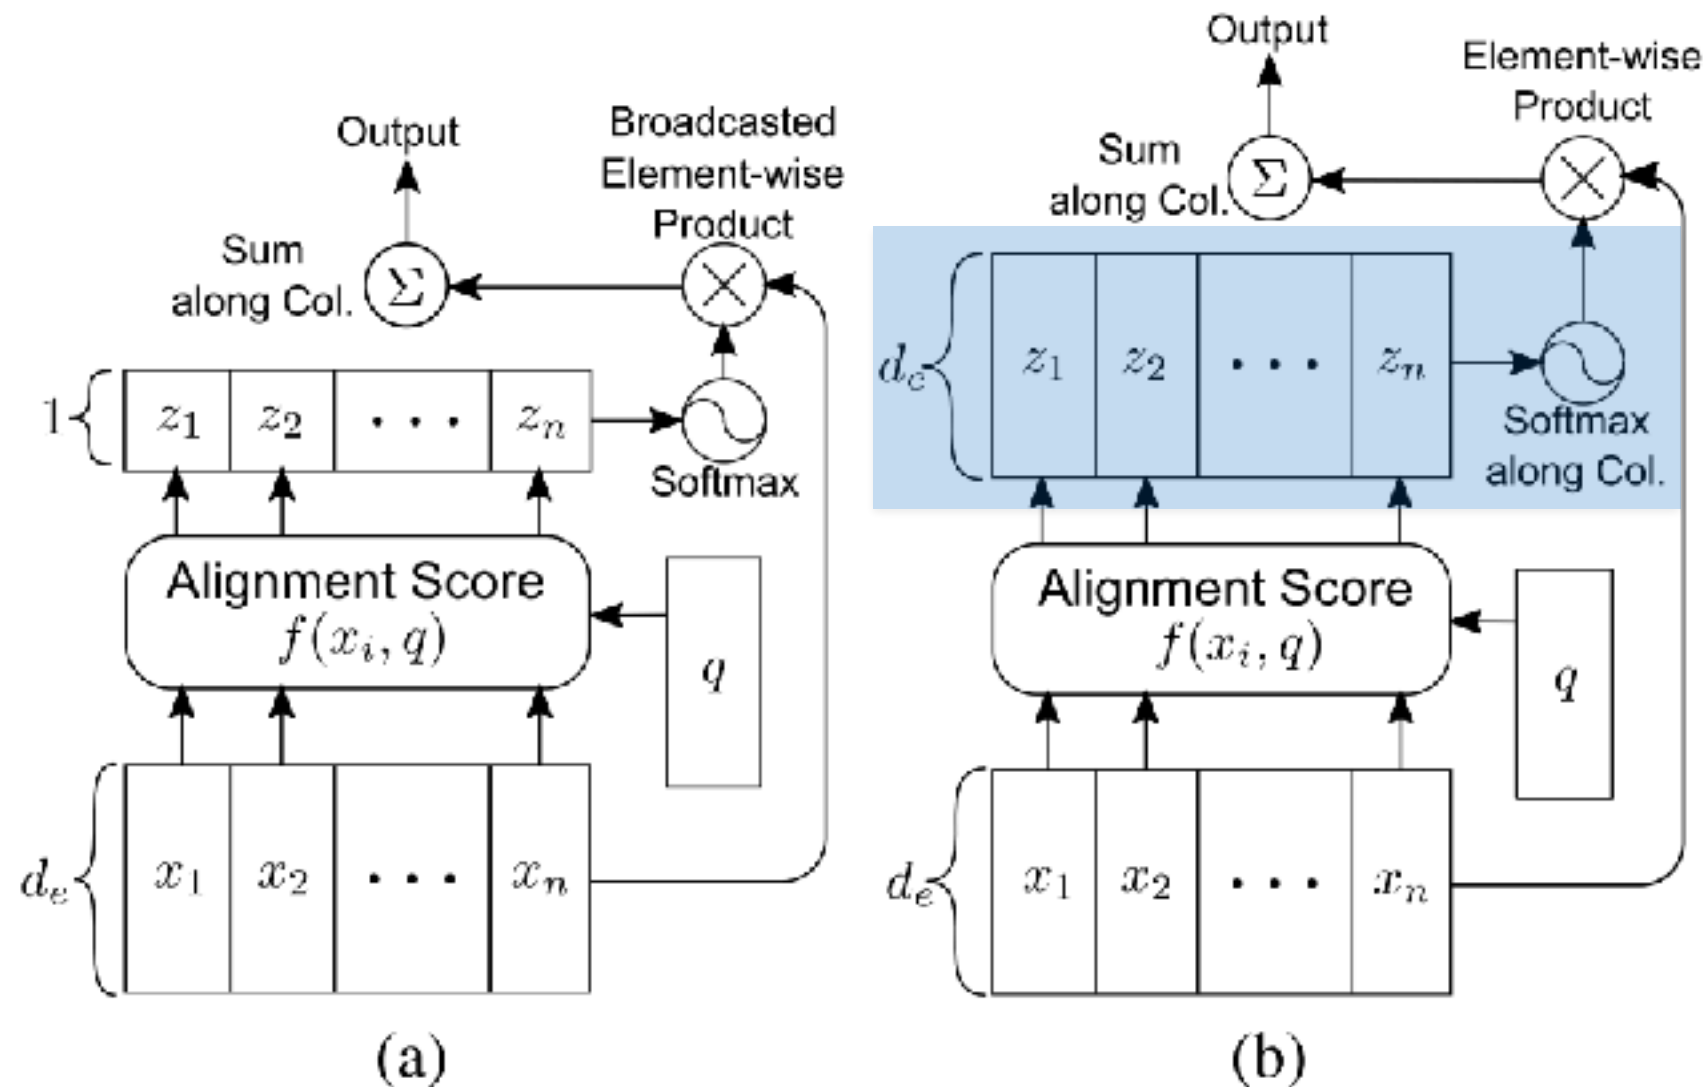 Output
Broadcasted
Element-wise
Product
Sum
along Col.
Σ
1
z₁ z₂ · · · zₙ
Softmax
Alignment Score
f(xᵢ, q)
q
dₑ
x₁ x₂ · · · xₙ
(a)
Output
Element-wise
Product
Sum
along Col.
Σ
dₑ
z₁ z₂ · · · zₙ
Softmax
along Col.
Alignment Score
f(xᵢ, q)
q
dₑ
x₁ x₂ · · · xₙ
(b)